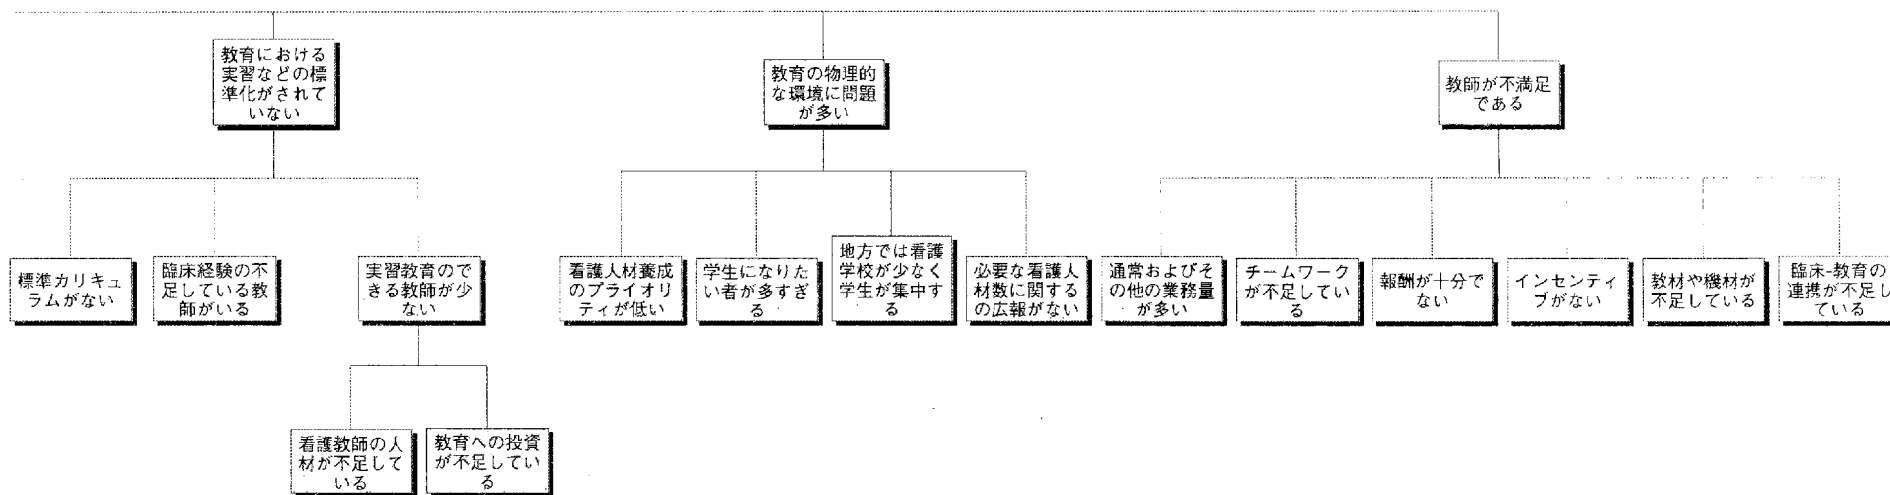 教育における
実習などの標
準化がされて
いない
教育の物理的
な環境に問題
が多い
教師が不満足
である
標準カリキュ
ラムがない
臨床経験の不
足している教
師がいる
実習教育ので
きる教師が少
ない
看護人材養成
のプライオリ
ティが低い
学生になりた
い者が多すぎ
る
地方では看護
学校が少なく
学生が集中す
る
必要な看護人
材数に関する
の広報がない
通常およびそ
の他の業務量
が多い
チームワーク
が不足してい
る
報酬が十分で
ない
インセンティ
ブがない
教材や機材が
不足している
臨床-教育の
連携が不足し
ている
看護教師の人
材が不足して
いる
教育への投資
が不足してい
る